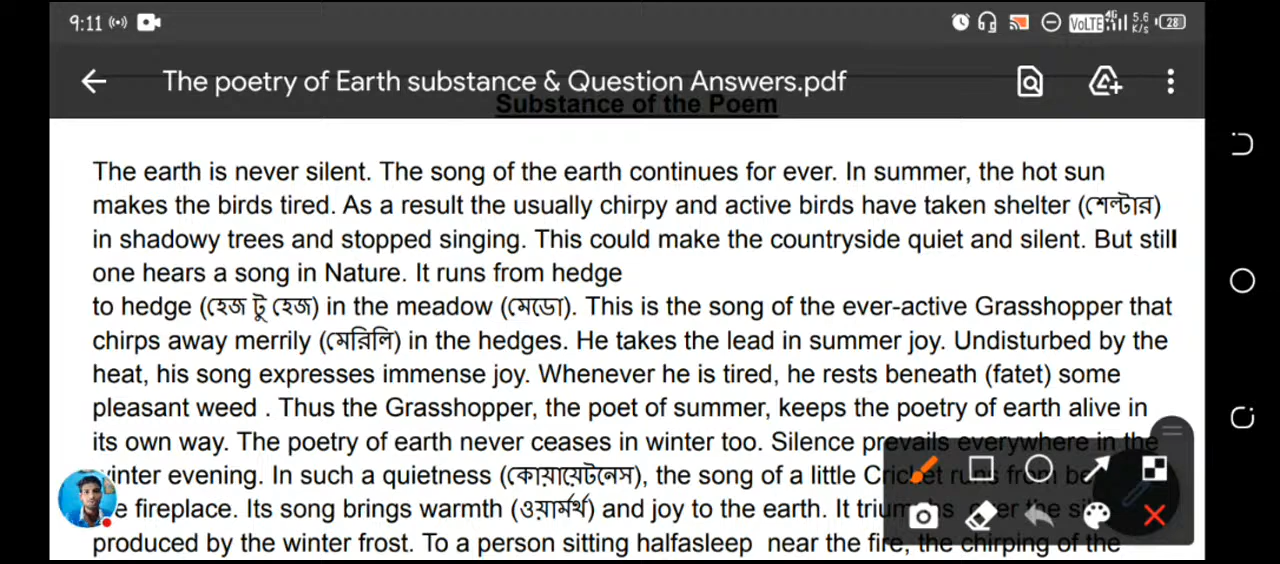 9:11
VoLTE 4G 5.6 K/s 28
The poetry of Earth substance & Question Answers.pdf
Substance of the Poem
The earth is never silent. The song of the earth continues for ever. In summer, the hot sun
makes the birds tired. As a result the usually chirpy and active birds have taken shelter (শেল্টার)
in shadowy trees and stopped singing. This could make the countryside quiet and silent. But still
one hears a song in Nature. It runs from hedge
to hedge (হেজ টু হেজ) in the meadow (মেডো). This is the song of the ever-active Grasshopper that
chirps away merrily (মেরিলি) in the hedges. He takes the lead in summer joy. Undisturbed by the
heat, his song expresses immense joy. Whenever he is tired, he rests beneath (fatet) some
pleasant weed . Thus the Grasshopper, the poet of summer, keeps the poetry of earth alive in
its own way. The poetry of earth never ceases in winter too. Silence prevails everywhere in the
winter evening. In such a quietness (কোয়ায়েটনেস), the song of a little Cricket runs from
fireplace. Its song brings warmth (ওয়ার্মর্থ) and joy to the earth. It triumphs over the
produced by the winter frost. To a person sitting halfasleep near the fire, the chirping of the